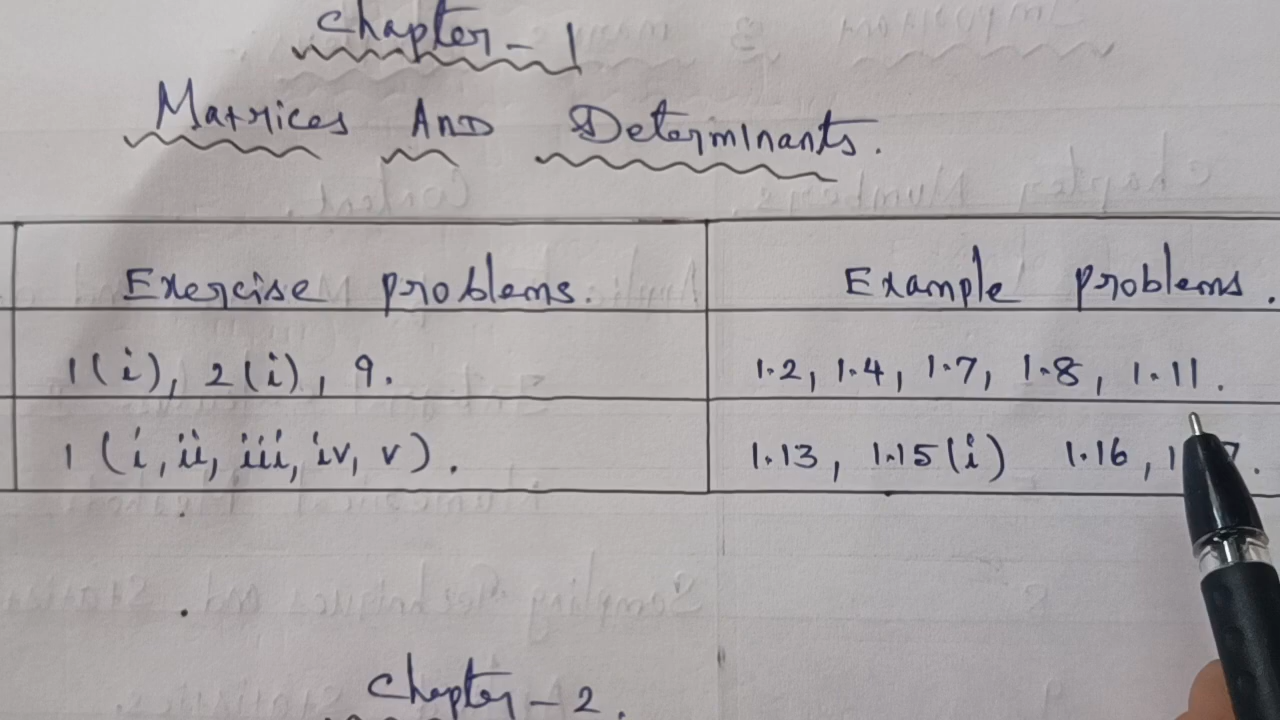 Chapter - 1
Matrices AND Determinants.
Exercise problems. Example problems.
1(i), 2(i), 9. 1.2, 1.4, 1.7, 1.8, 1.11.
1 (i, ii, iii, iv, v). 1.13, 1.15(i) 1.16,
Chapter - 2.